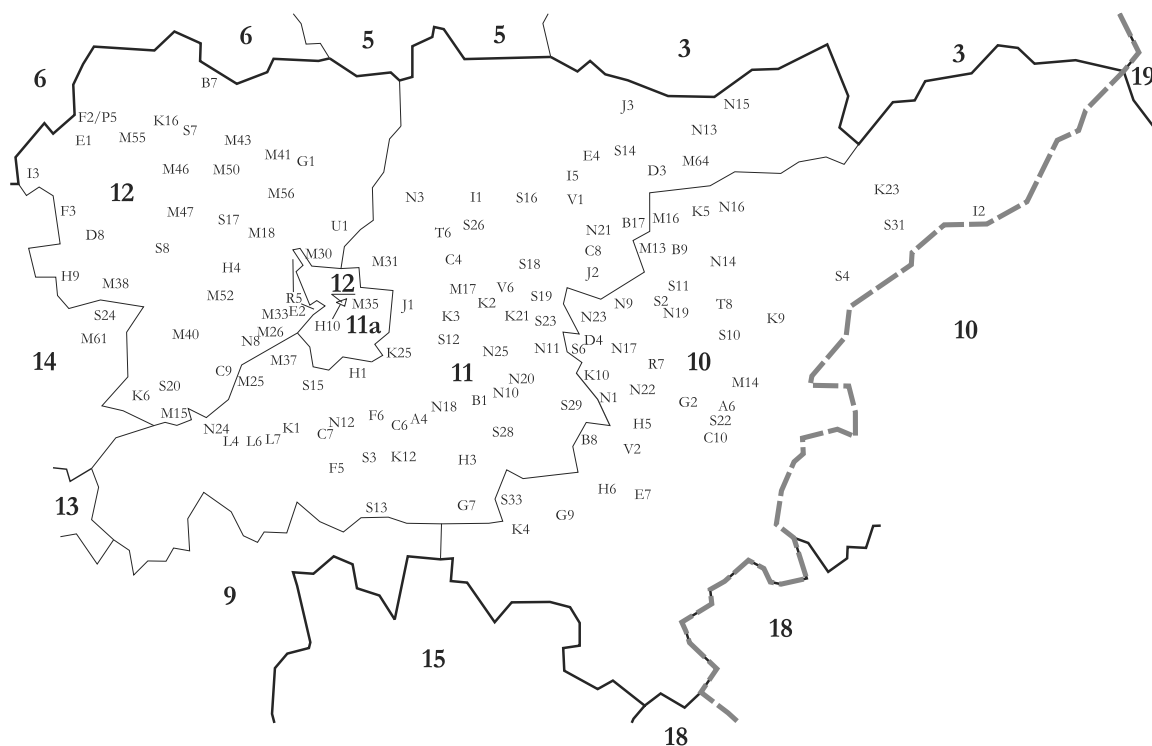 6 5 5 3
6 B7 3 19
F2/P5 K16 J3 N15
E1 M55 S7 M43 N13
M41 G1 E4 S14 M64
I3 M46 M50 I5 D3
12 M56 N3 I1 S16 V1 K23
F3 M47 S17 M16 K5 N16 I2
D8 M18 U1 T6 S26 N21 B17 S31
S8 M30 C8 M13 B9
H9 H4 M31 C4 S18 J2 N14 S4
M38 12 M17 V6 S11
M52 R5 M35 J1 K2 S19 N9 S2 T8
S24 M33 E2 H10 11a K3 K21 S23 N23 N19 K9
M61 M40 N8 M26 S12 D4 S10 10
14 M37 K25 N25 N11 S6 N17 10
C9 M25 S15 H1 11 N20 K10 R7 M14
K6 S20 B1 N10 N1 N22 G2 A6
M15 F6 A4 N18 S29 S22
N24 L4 L6 L7 K1 C7 N12 C6 S28 B8 H5 C10
F5 S3 K12 H3 V2
13 S13 G7 S33 H6 E7
K4 G9
9
15 18
18